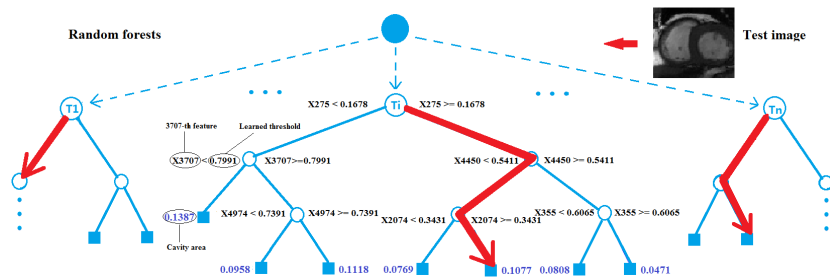 Random forests
Test image
T1
Ti
Tn
X275 < 0.1678
X275 >= 0.1678
3707-th feature
Learned threshold
X3707 < 0.7991
X3707>=0.7991
X4450 < 0.5411
X4450 >= 0.5411
0.1387
Cavity area
X4974 < 0.7391
X4974 >= 0.7391
X2074 < 0.3431
X2074 >= 0.3431
X355 < 0.6065
X355 >= 0.6065
0.0958
0.1118
0.0769
0.1077
0.0808
0.0471